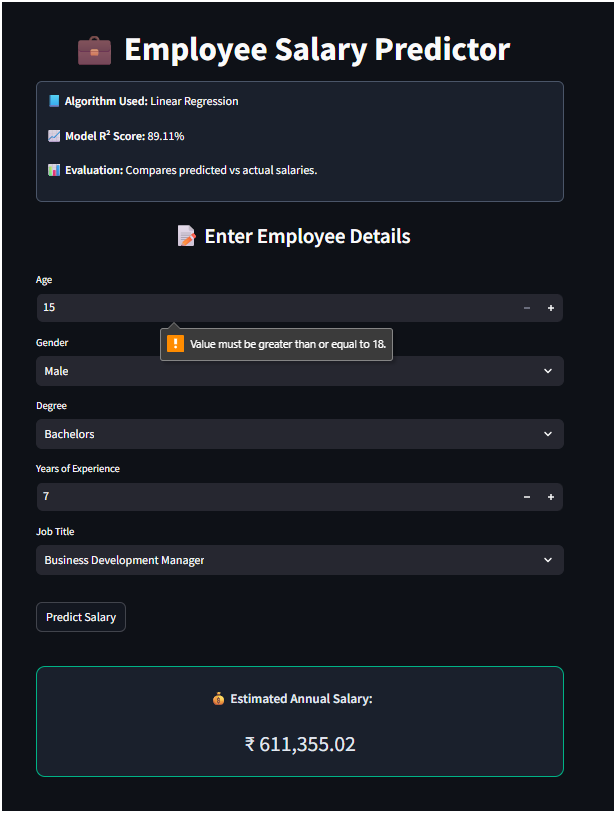 Employee Salary Predictor
Algorithm Used: Linear Regression
Model R² Score: 89.11%
Evaluation: Compares predicted vs actual salaries.
Enter Employee Details
Age
15
Value must be greater than or equal to 18.
Gender
Male
Degree
Bachelors
Years of Experience
7
Job Title
Business Development Manager
Predict Salary
Estimated Annual Salary:
₹ 611,355.02